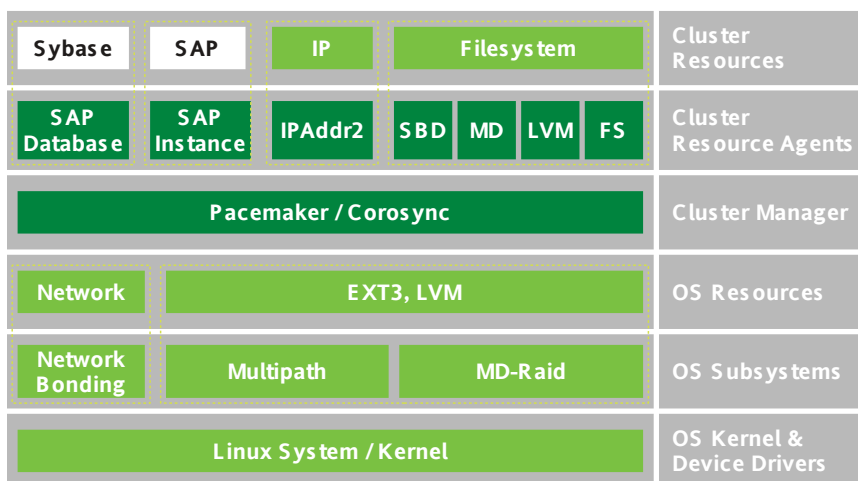 Sybase
SAP
IP
Filesystem
Cluster
Resources
SAP
Database
SAP
Instance
IPAddr2
SBD
MD
LVM
FS
Cluster
Resource Agents
Pacemaker / Corosync
Cluster Manager
Network
EXT3, LVM
OS Resources
Network
Bonding
Multipath
MD-Raid
OS Subsystems
Linux System / Kernel
OS Kernel &
Device Drivers